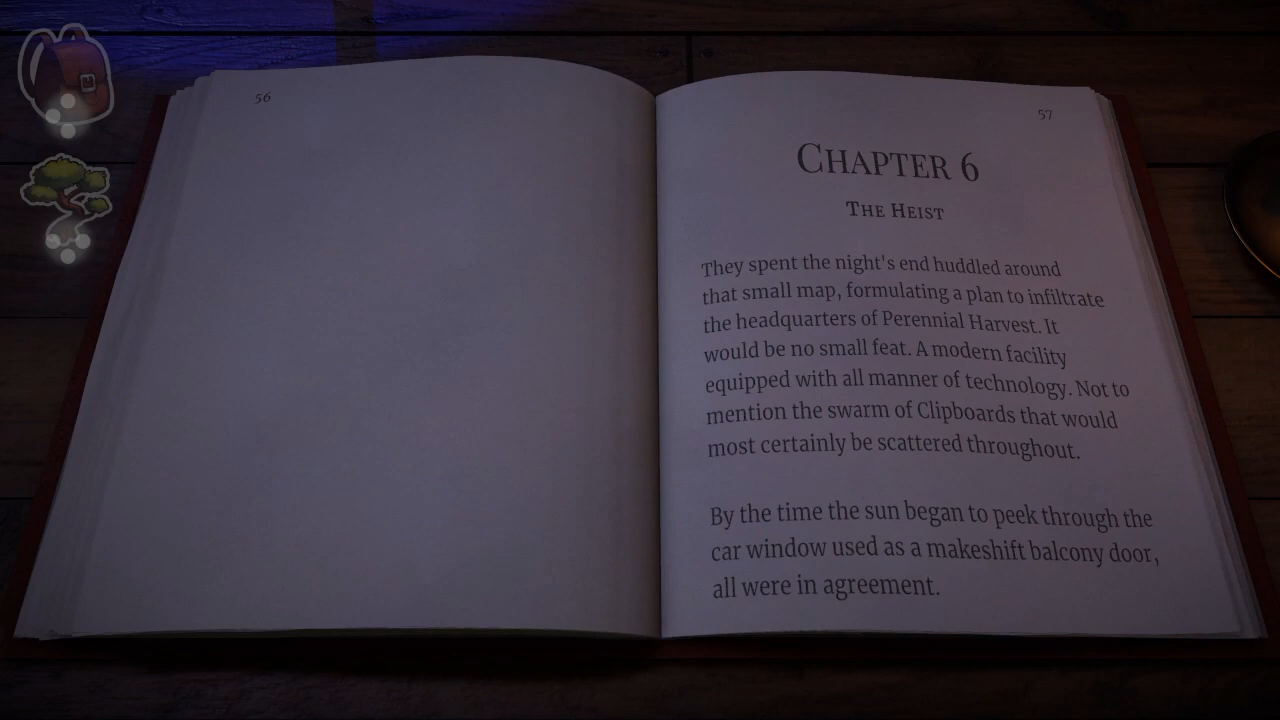 56
57
CHAPTER 6
THE HEIST
They spent the night's end huddled around
that small map, formulating a plan to infiltrate
the headquarters of Perennial Harvest. It
would be no small feat. A modern facility
equipped with all manner of technology. Not to
mention the swarm of Clipboards that would
most certainly be scattered throughout.
By the time the sun began to peek through the
car window used as a makeshift balcony door,
all were in agreement.